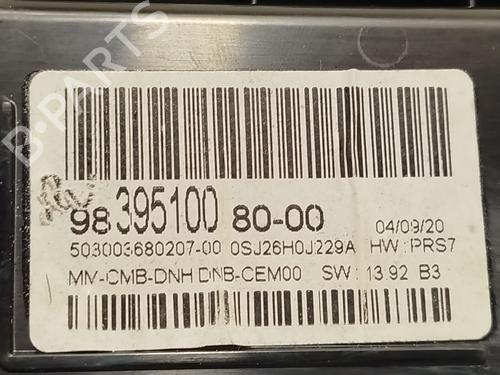 98 395100 80-00
04/09/20
503003680207-00 0SJ26H0J229A HW: PRS7
MM-CMB-DNH DNB-CEM00 SW: 13.92 B3
B-PARTS